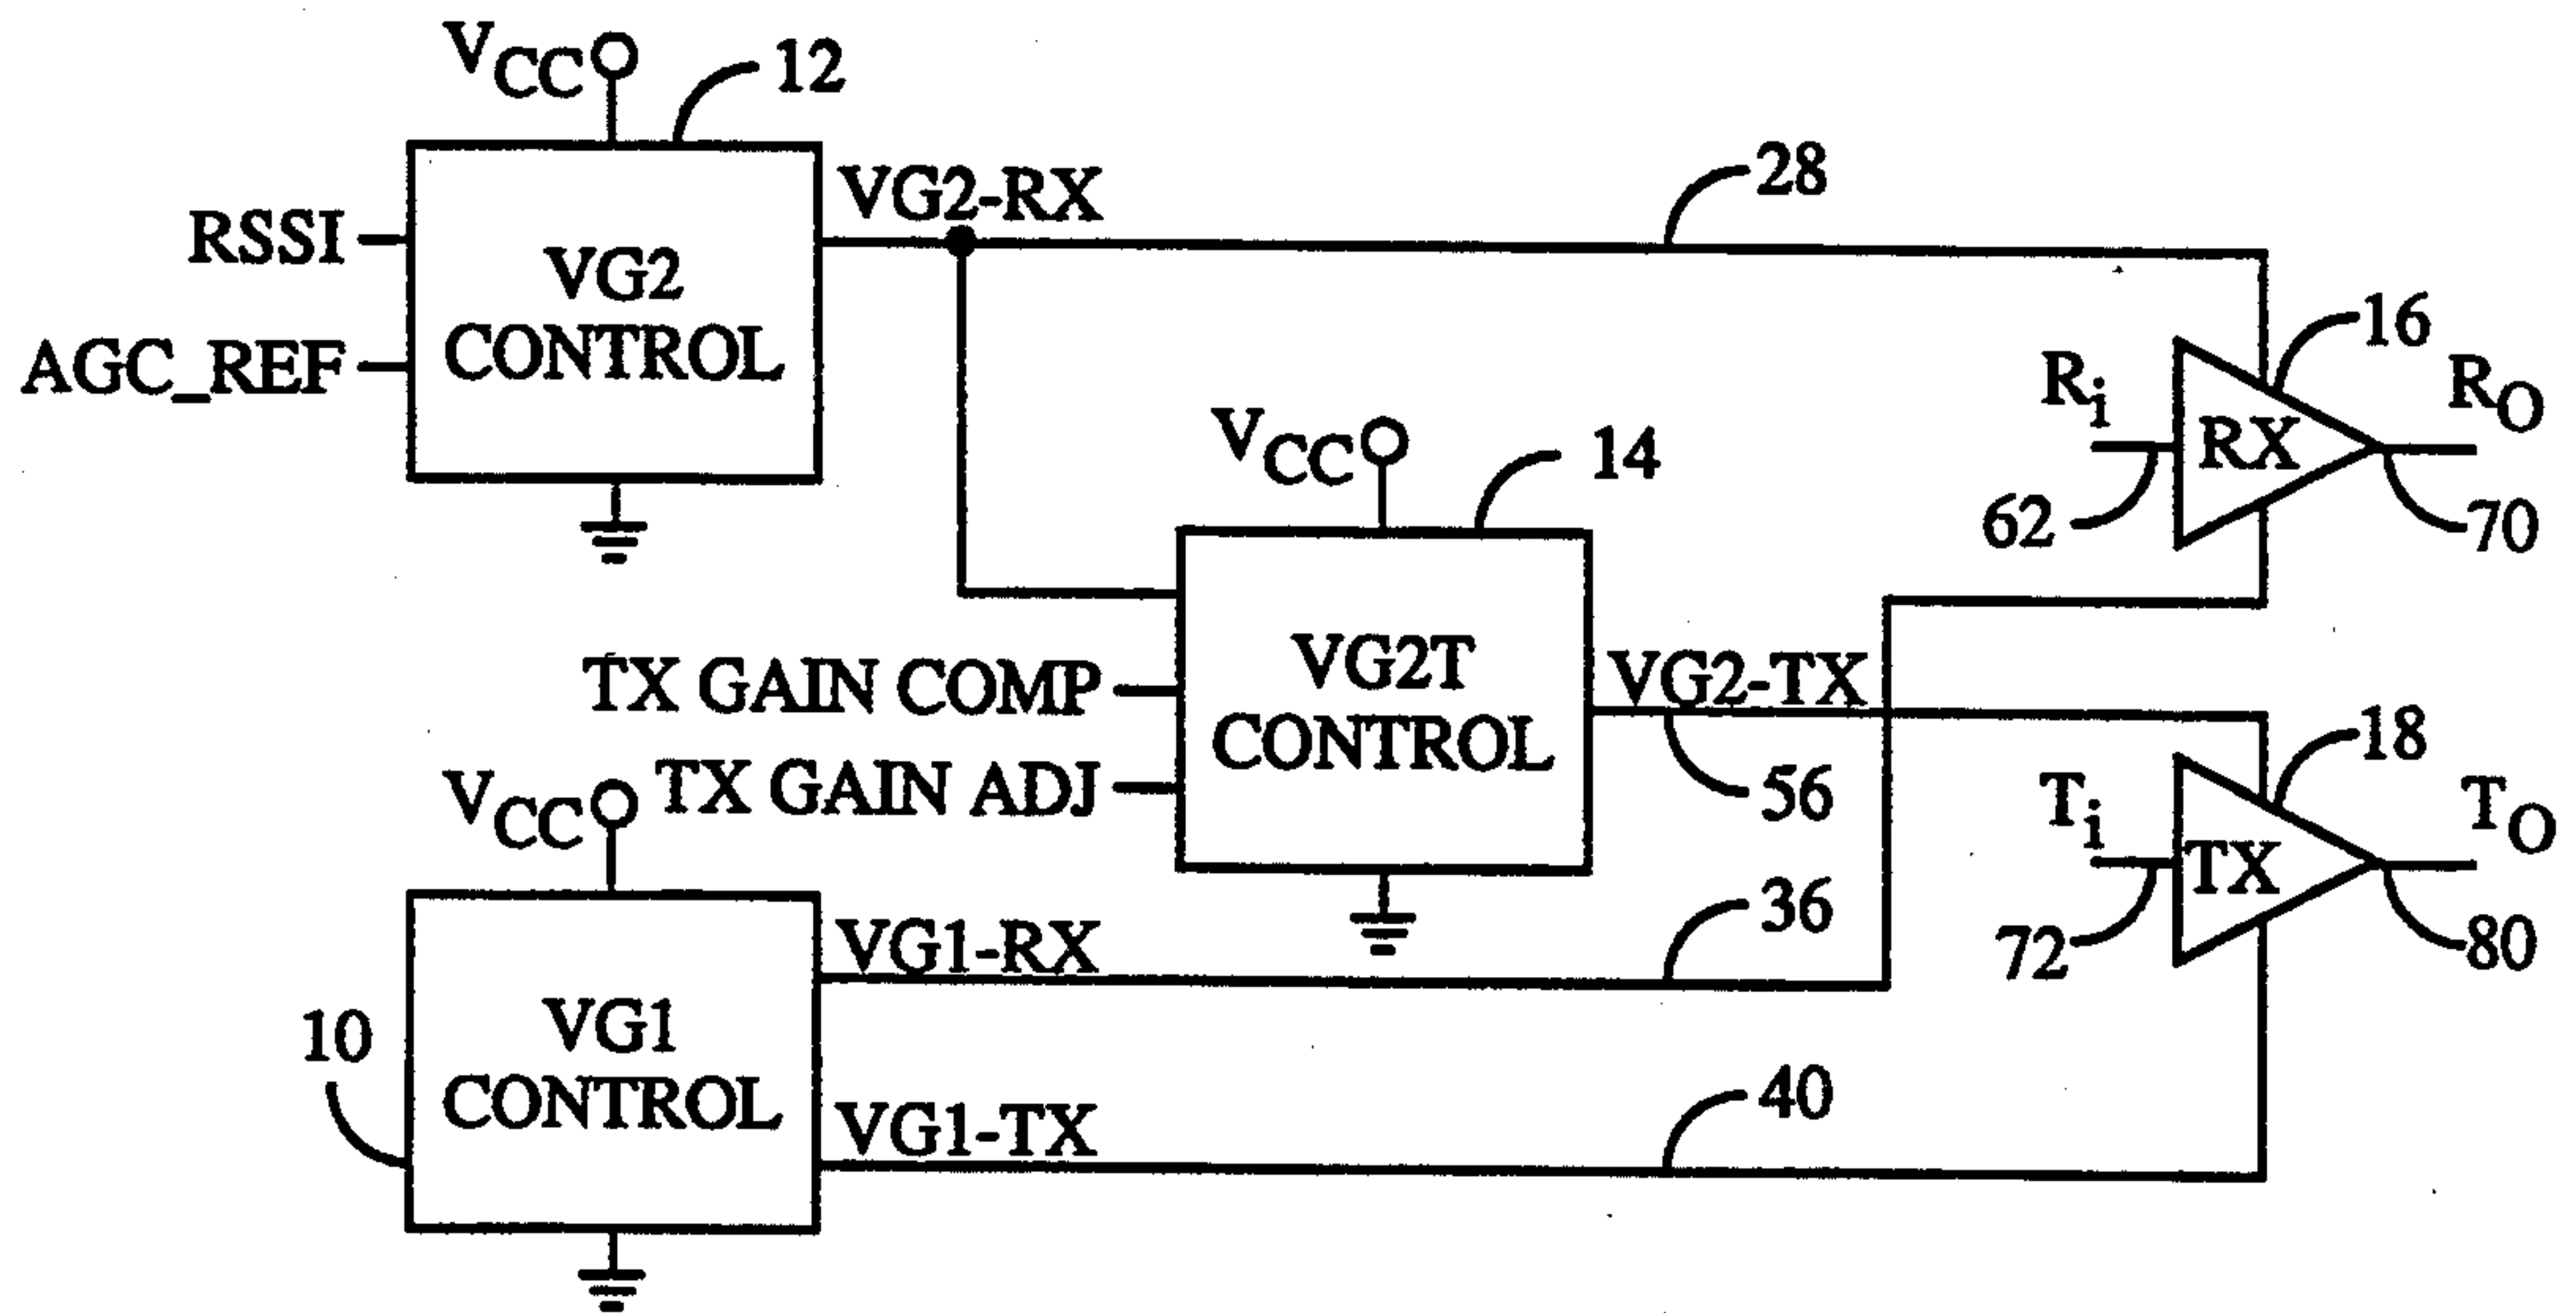 VCC
12
VG2-RX
28
RSSI
VG2
CONTROL
AGC_REF
16
Ri
RX
RO
62
70
VCC
14
VG2T
CONTROL
TX GAIN COMP
TX GAIN ADJ
VG2-TX
56
18
Ti
TX
TO
72
80
VCC
10
VG1
CONTROL
VG1-RX
36
VG1-TX
40